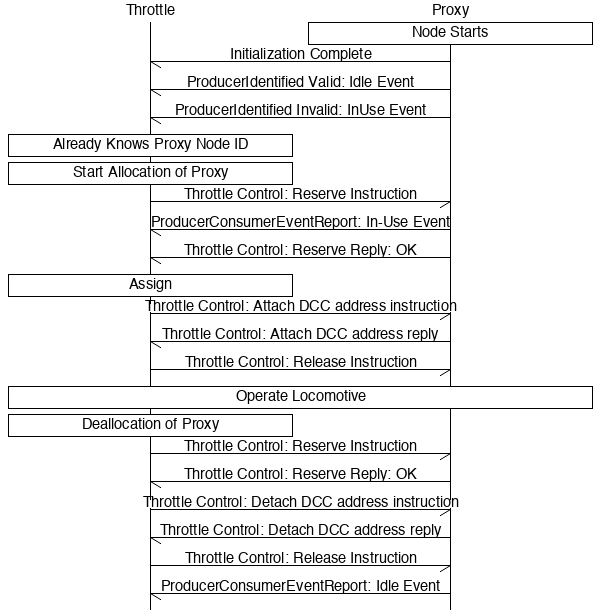 Throttle Proxy
Node Starts
Initialization Complete
ProducerIdentified Valid: Idle Event
ProducerIdentified Invalid: InUse Event
Already Knows Proxy Node ID
Start Allocation of Proxy
Throttle Control: Reserve Instruction
ProducerConsumerEventReport: In-Use Event
Throttle Control: Reserve Reply: OK
Assign
Throttle Control: Attach DCC address instruction
Throttle Control: Attach DCC address reply
Throttle Control: Release Instruction
Operate Locomotive
Deallocation of Proxy
Throttle Control: Reserve Instruction
Throttle Control: Reserve Reply: OK
Throttle Control: Detach DCC address instruction
Throttle Control: Detach DCC address reply
Throttle Control: Release Instruction
ProducerConsumerEventReport: Idle Event